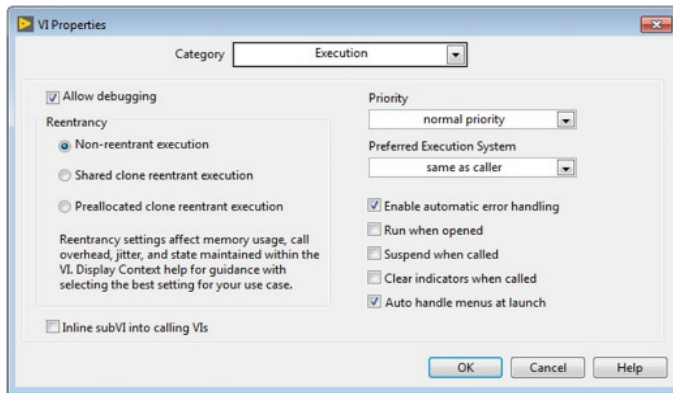 VI Properties
Category
Execution
Allow debugging
Reentrancy
Non-reentrant execution
Shared clone reentrant execution
Preallocated clone reentrant execution
Reentrancy settings affect memory usage, call
overhead, jitter, and state maintained within the
VI. Display Context help for guidance with
selecting the best setting for your use case.
Inline subVI into calling VIs
Priority
normal priority
Preferred Execution System
same as caller
Enable automatic error handling
Run when opened
Suspend when called
Clear indicators when called
Auto handle menus at launch
OK
Cancel
Help